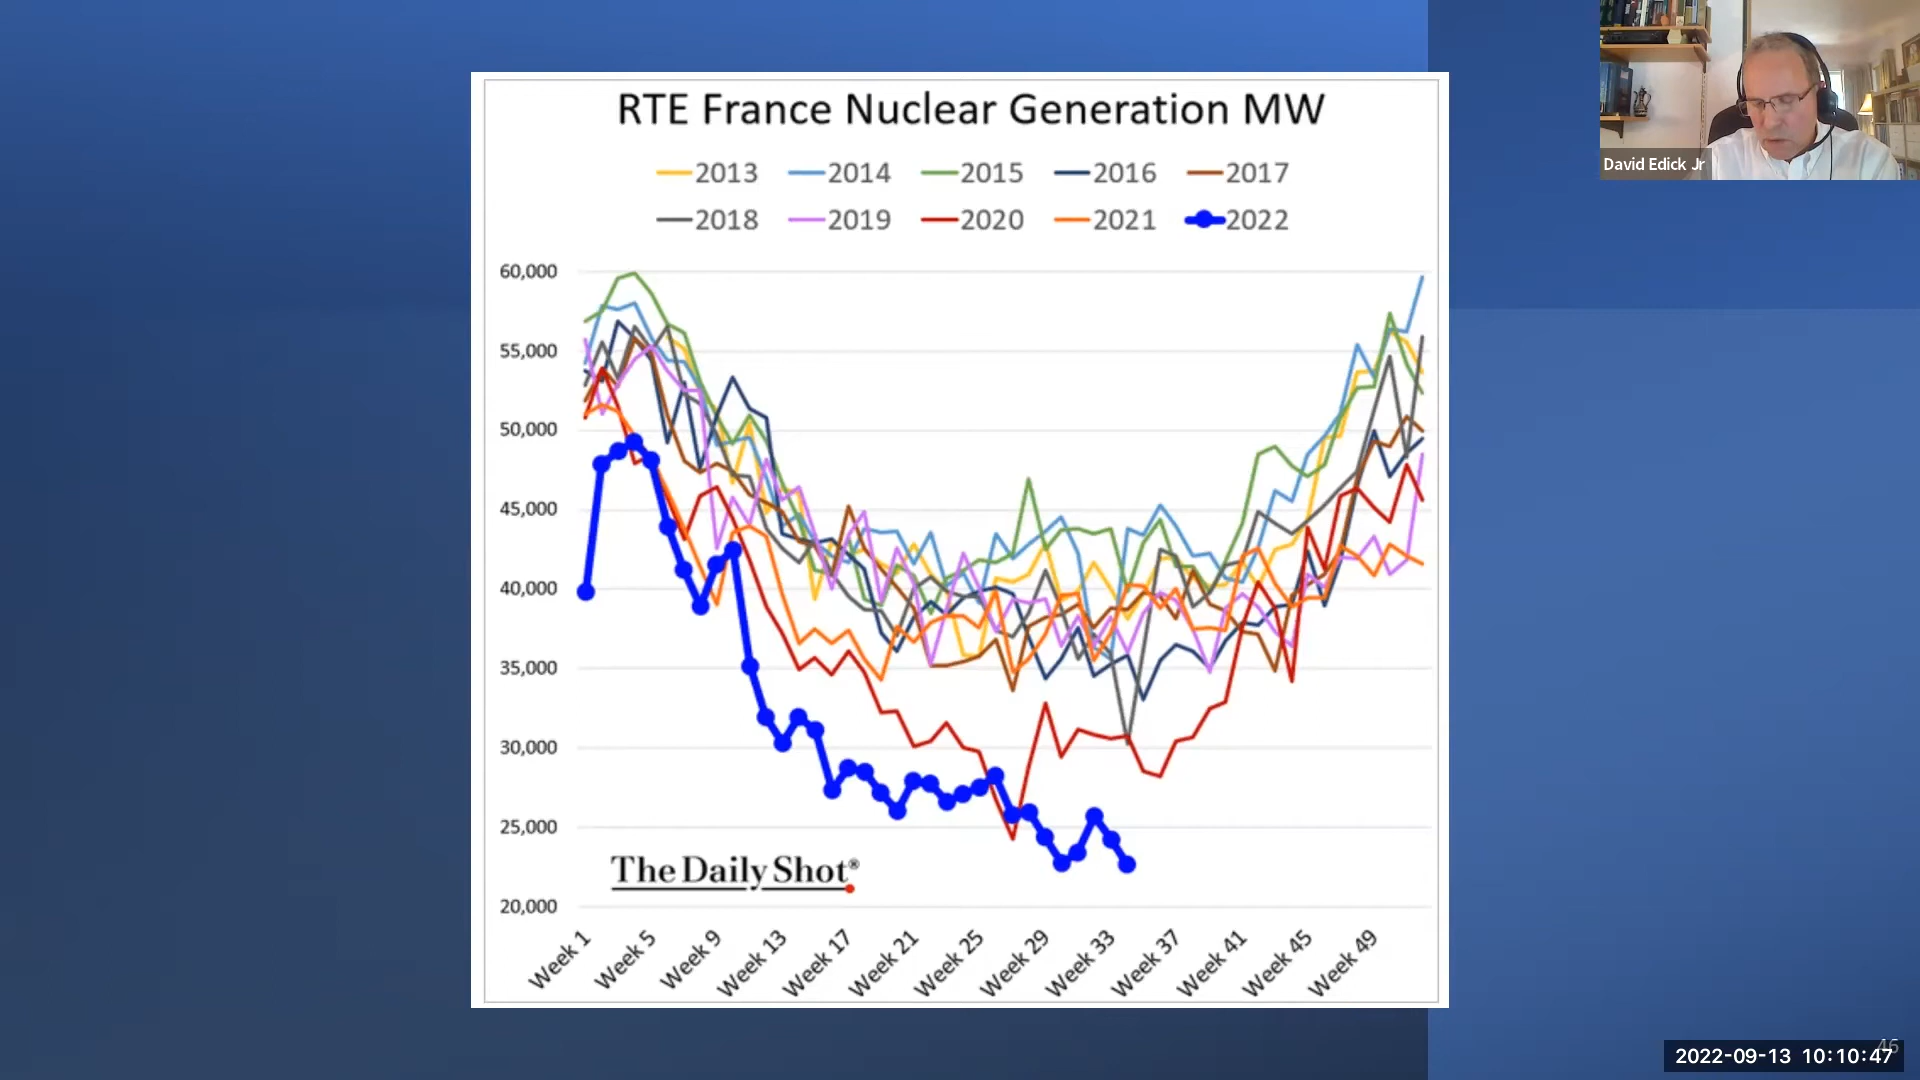 RTE France Nuclear Generation MW
2013 2014 2015 2016 2017
2018 2019 2020 2021 2022
60,000
55,000
50,000
45,000
40,000
35,000
30,000
25,000
20,000
The Daily Shot®
Week 1 Week 5 Week 9 Week 13 Week 17 Week 21 Week 25 Week 29 Week 33 Week 37 Week 41 Week 45 Week 49
David Edick Jr
46
2022-09-13 10:10:47